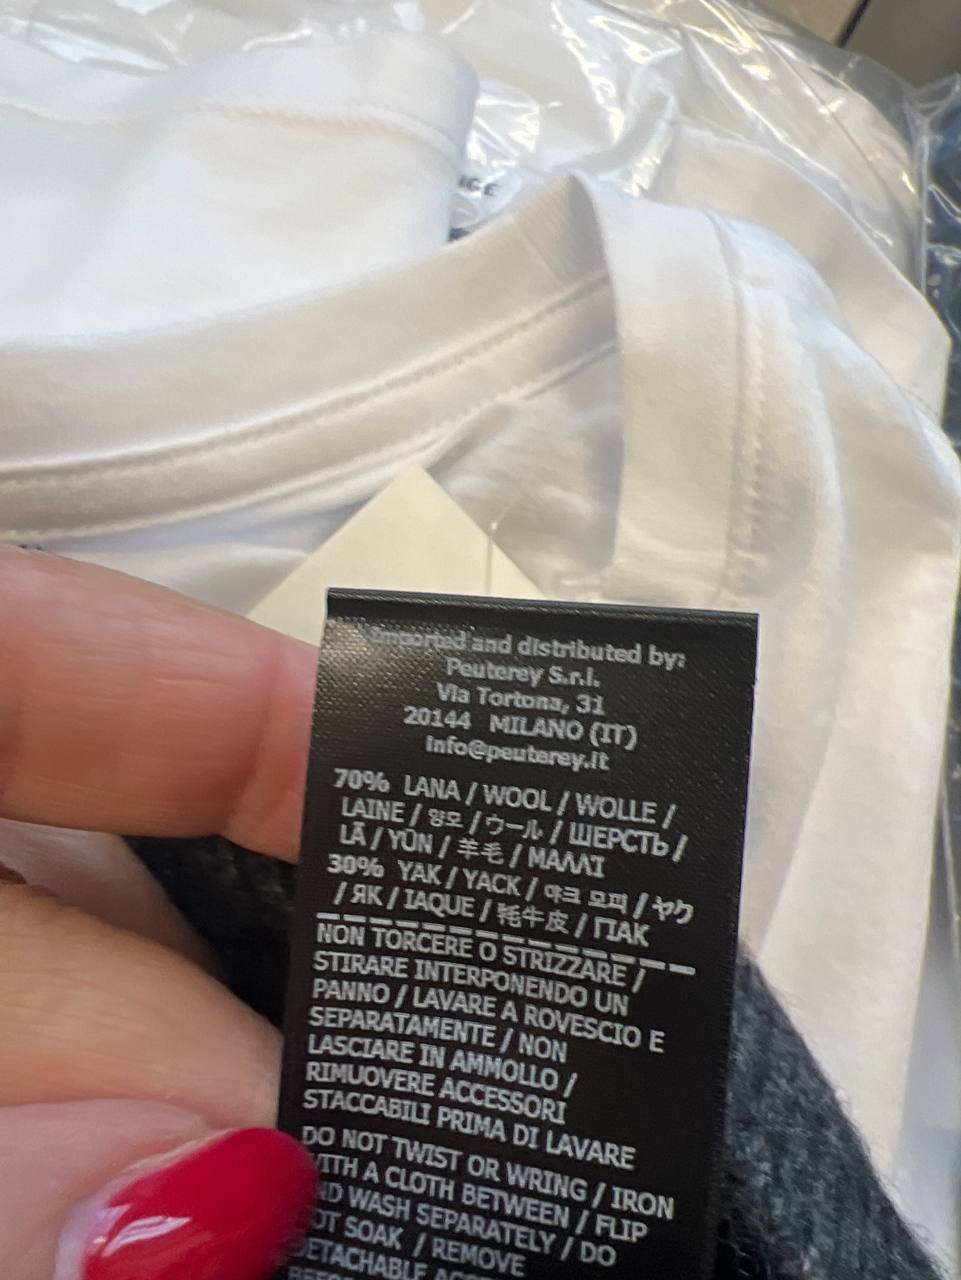 Imported and distributed by:
Peuterey S.r.l.
Via Tortona, 31
20144 MILANO (IT)
info@peuterey.it
70% LANA / WOOL / WOLLE /
LAINE / 양모 / ウール / ШЕРСТЬ /
LÃ / YÜN / 羊毛 / ΜΑΛΛΊ
30% YAK / YACK / 야크 모피 / ヤク
/ ЯК / IAQUE / 牦牛皮 / ΓΙΑΚ
NON TORCERE O STRIZZARE /
STIRARE INTERPONENDO UN
PANNO / LAVARE A ROVESCIO E
SEPARATAMENTE / NON
LASCIARE IN AMMOLLO /
RIMUOVERE ACCESSORI
STACCABILI PRIMA DI LAVARE
DO NOT TWIST OR WRING / IRON
WITH A CLOTH BETWEEN / FLIP
AND WASH SEPARATELY / DO
NOT SOAK / REMOVE
DETACHABLE